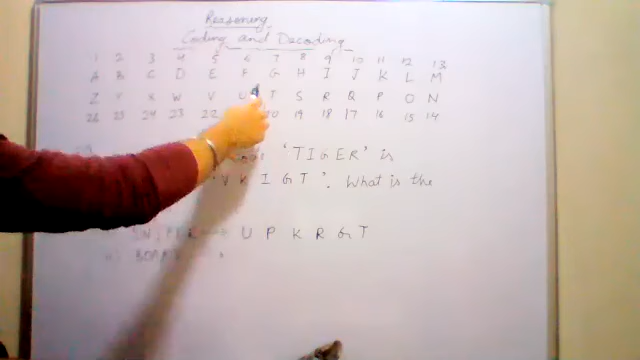 Reasoning
Coding and Decoding
1 2 3 4 5 6 7 8 9 10 11 12 13
A B C D E F G H I J K L M
Z Y X W V U T S R Q P O N
26 25 24 23 22 20 19 18 17 16 15 14
'TIGER' is
'V K I G T'. What is the
U P K R G T